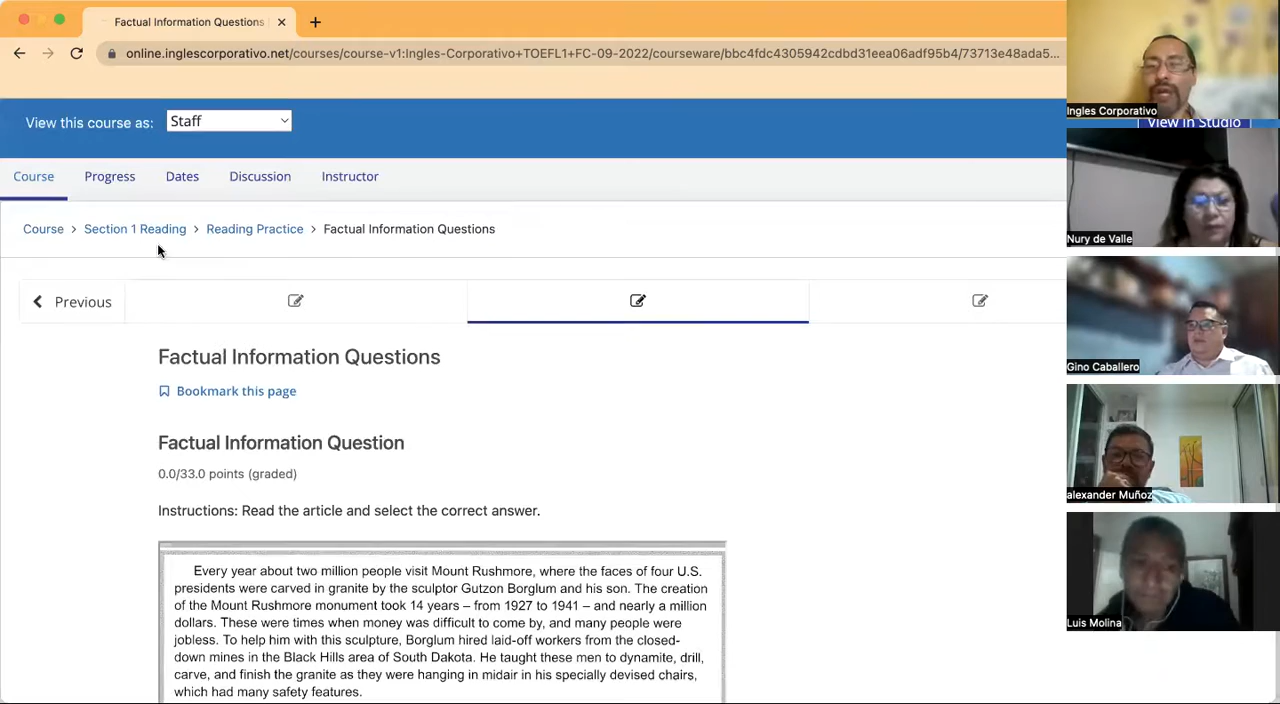 Factual Information Questions
online.inglescorporativo.net/courses/course-v1:Ingles-Corporativo+TOEFL1+FC-09-2022/courseware/bbc4fdc4305942cdbd31eea06adf95b4/73713e48ada5...
View this course as:
Staff
View in Studio
Course
Progress
Dates
Discussion
Instructor
Course > Section 1 Reading > Reading Practice > Factual Information Questions
Previous
Factual Information Questions
Bookmark this page
Factual Information Question
0.0/33.0 points (graded)
Instructions: Read the article and select the correct answer.
Every year about two million people visit Mount Rushmore, where the faces of four U.S.
presidents were carved in granite by the sculptor Gutzon Borglum and his son. The creation
of the Mount Rushmore monument took 14 years – from 1927 to 1941 – and nearly a million
dollars. These were times when money was difficult to come by, and many people were
jobless. To help him with this sculpture, Borglum hired laid-off workers from the closed-
down mines in the Black Hills area of South Dakota. He taught these men to dynamite, drill,
carve, and finish the granite as they were hanging in midair in his specially devised chairs,
which had many safety features.
Ingles Corporativo
Nury de Valle
Gino Caballero
alexander Muñoz
Luis Molina